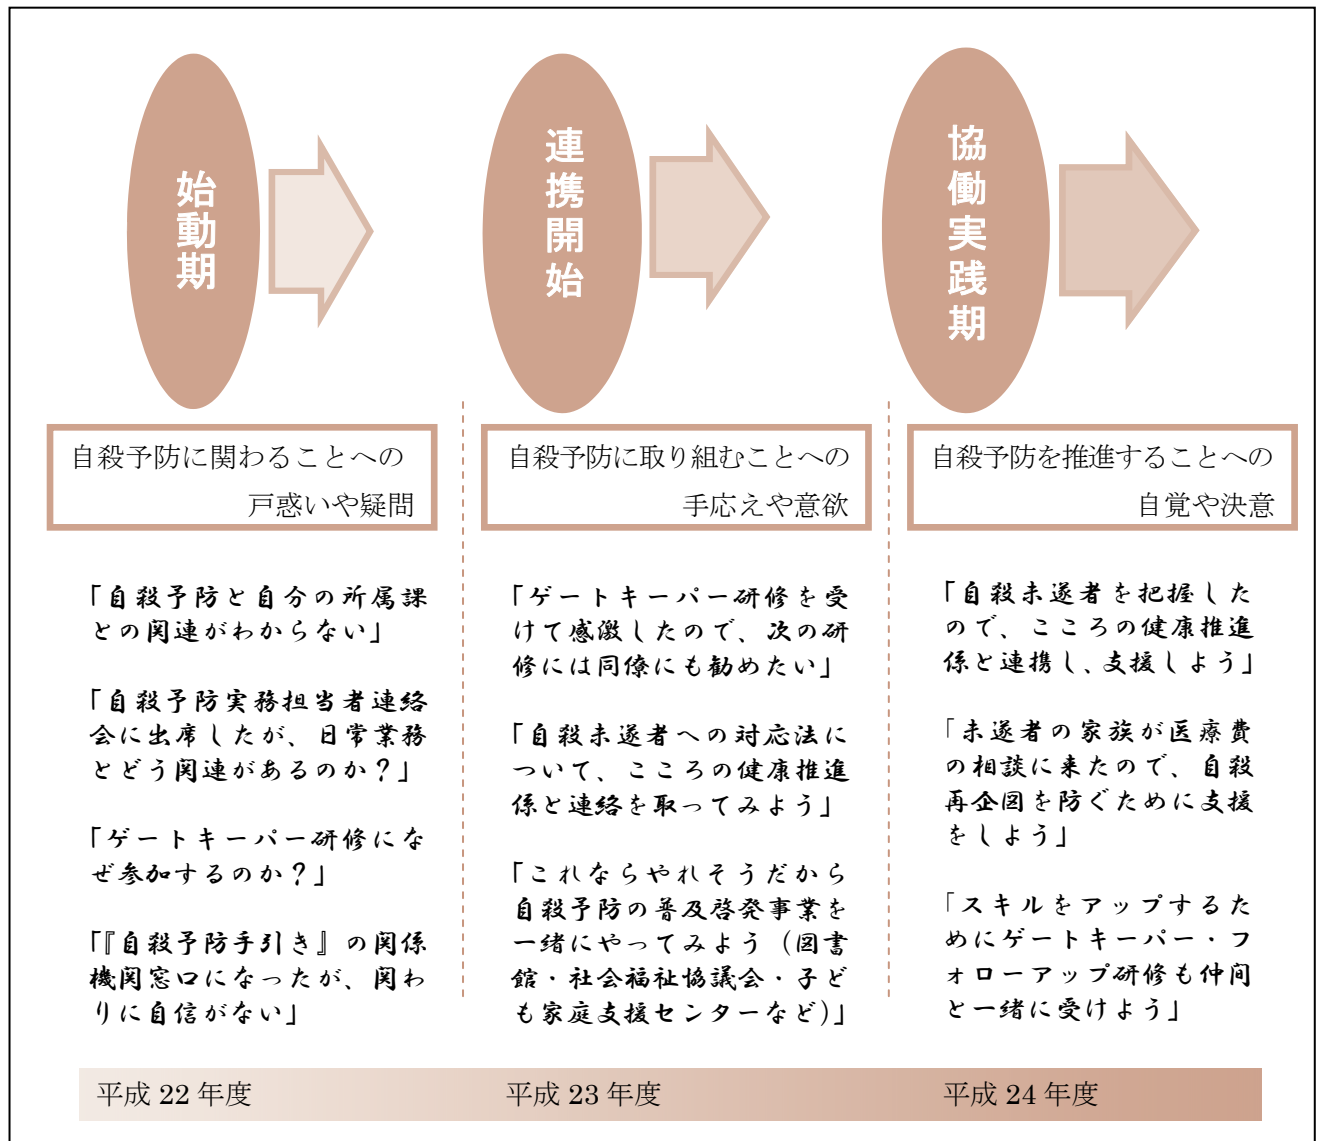 始動期
連携開始
協働実践期
自殺予防に関わることへの
戸惑いや疑問
自殺予防に取り組むことへの
手応えや意欲
自殺予防を推進することへの
自覚や決意
「自殺予防と自分の所属課
との関連がわからない」
「自殺予防実務担当者連絡
会に出席したが、日常業務
とどう関連があるのか？」
「ゲートキーパー研修にな
ぜ参加するのか？」
「『自殺予防手引き』の関係
機関窓口になったが、関わ
りに自信がない」
「ゲートキーパー研修を受
けて感激したので、次の研
修には同僚にも勧めたい」
「自殺未遂者への対応法に
ついて、こころの健康推進
係と連絡を取ってみよう」
「これならやれそうだから
自殺予防の普及啓発事業を
一緒にやってみよう（図書
館・社会福祉協議会・子ど
も家庭支援センターなど)」
「自殺未遂者を把握した
ので、こころの健康推進
係と連携し、支援しよう」
「未遂者の家族が医療費
の相談に来たので、自殺
再企図を防ぐために支援
をしよう」
「スキルをアップするた
めにゲートキーパー・フ
ォローアップ研修も仲間
と一緒に受けよう」
平成 22 年度
平成 23 年度
平成 24 年度